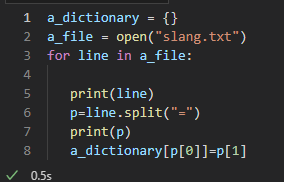 1 a_dictionary = {}
2 a_file = open("slang.txt")
3 for line in a_file:
4
5     print(line)
6     p=line.split("=")
7     print(p)
8     a_dictionary[p[0]]=p[1]
✓ 0.5s